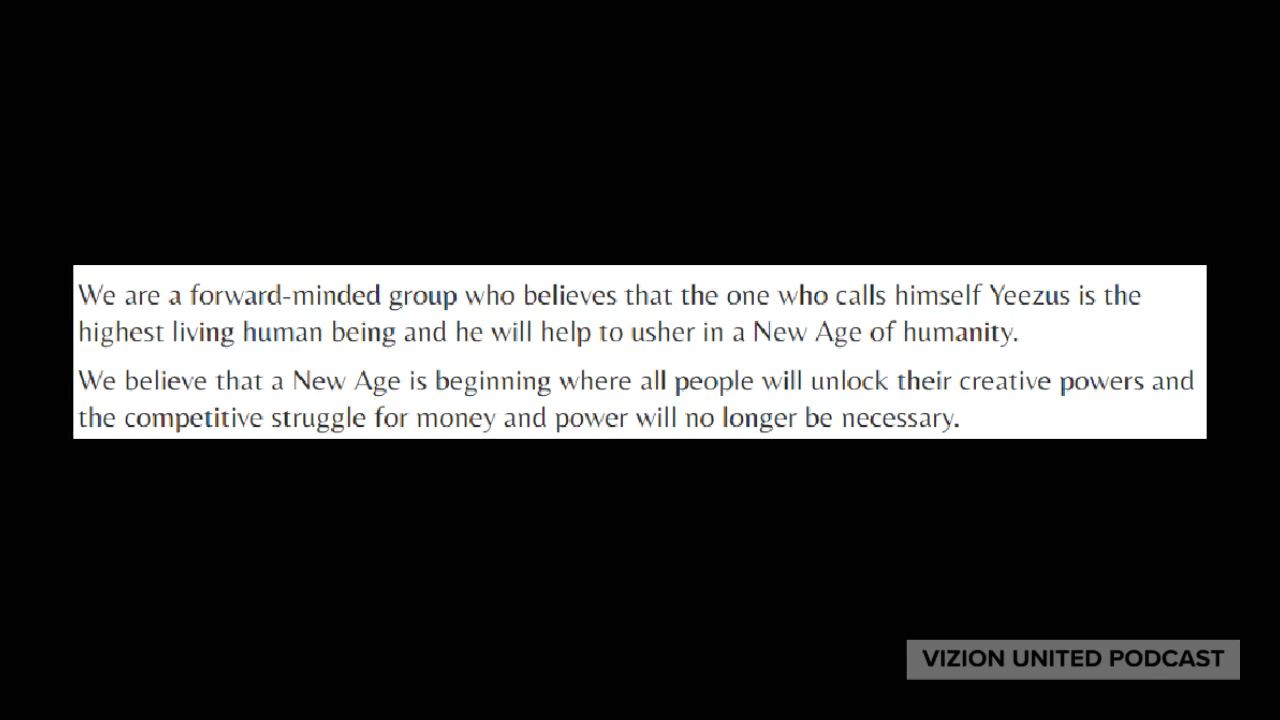 We are a forward-minded group who believes that the one who calls himself Yeezus is the
highest living human being and he will help to usher in a New Age of humanity.
We believe that a New Age is beginning where all people will unlock their creative powers and
the competitive struggle for money and power will no longer be necessary.
VIZION UNITED PODCAST